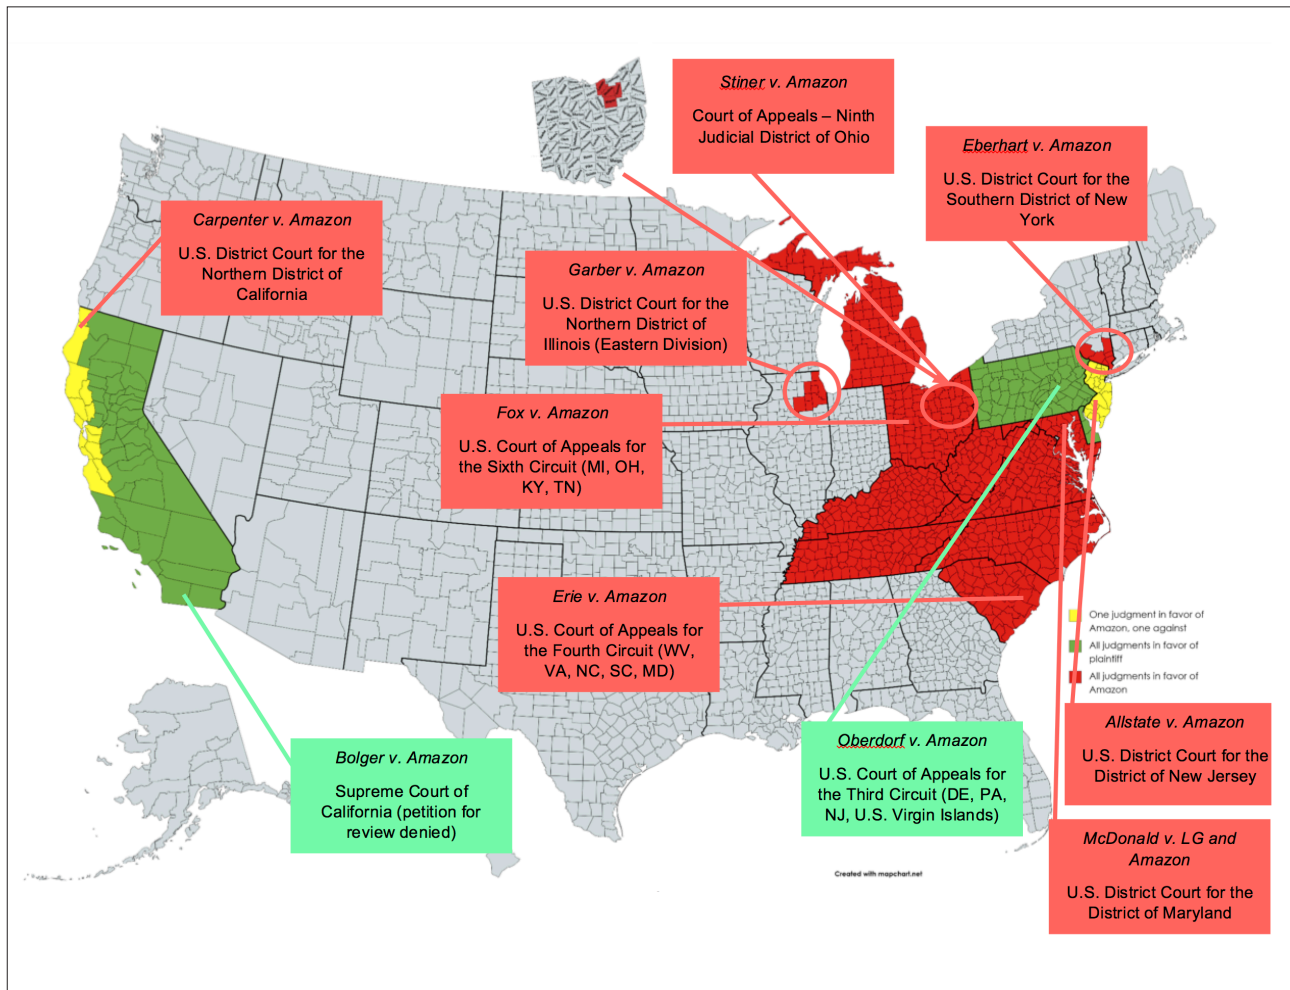 Stiner v. Amazon
Court of Appeals – Ninth
Judicial District of Ohio
Eberhart v. Amazon
U.S. District Court for the
Southern District of New
York
Carpenter v. Amazon
U.S. District Court for the
Northern District of
California
Garber v. Amazon
U.S. District Court for the
Northern District of
Illinois (Eastern Division)
Fox v. Amazon
U.S. Court of Appeals for
the Sixth Circuit (MI, OH,
KY, TN)
Erie v. Amazon
U.S. Court of Appeals for
the Fourth Circuit (WV,
VA, NC, SC, MD)
One judgment in favor of
Amazon, one against
All judgments in favor of
plaintiff
All judgments in favor of
Amazon
Allstate v. Amazon
U.S. District Court for the
District of New Jersey
Oberdorf v. Amazon
U.S. Court of Appeals for
the Third Circuit (DE, PA,
NJ, U.S. Virgin Islands)
Bolger v. Amazon
Supreme Court of
California (petition for
review denied)
McDonald v. LG and
Amazon
U.S. District Court for the
District of Maryland
Created with mapchart.net